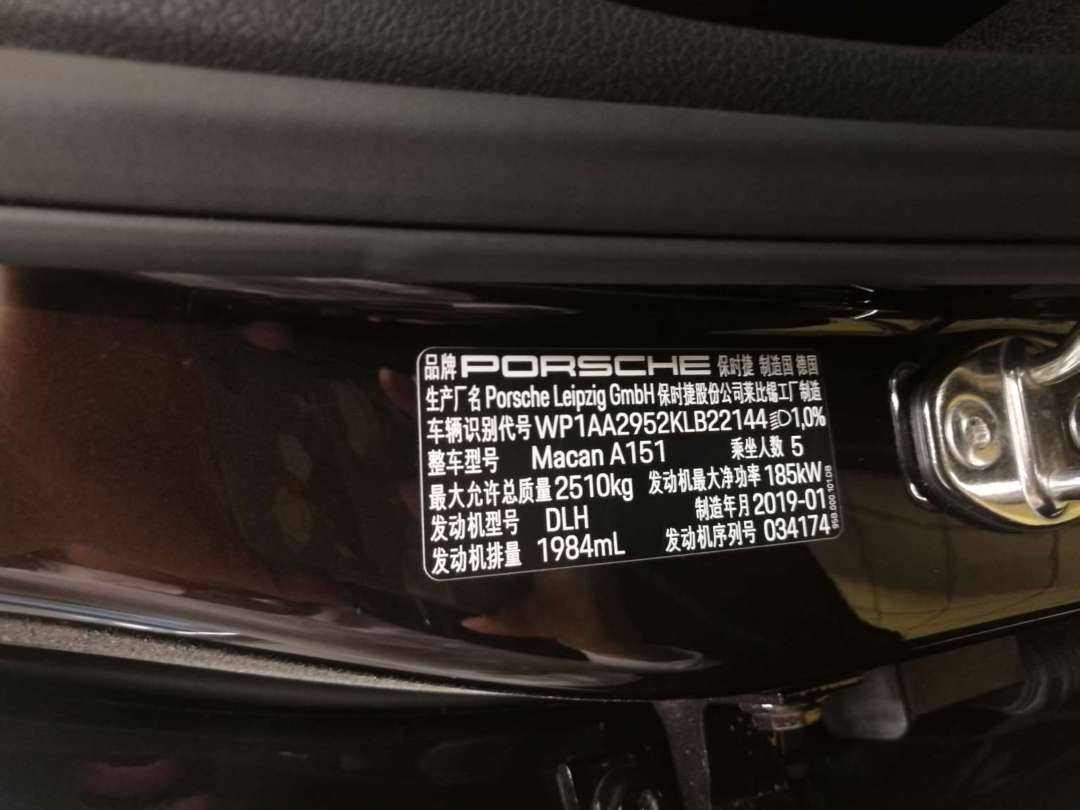 品牌 PORSCHE 保时捷 制造国 德国
生产厂名 Porsche Leipzig GmbH 保时捷股份公司莱比锡工厂制造
车辆识别代号 WP1AA2952KLB22144 1,0%
整车型号 Macan A151 乘坐人数 5
最大允许总质量 2510kg 发动机最大净功率 185kW
发动机型号 DLH 制造年月 2019-01
发动机排量 1984mL 发动机序列号 034174
95B.000.101.DB